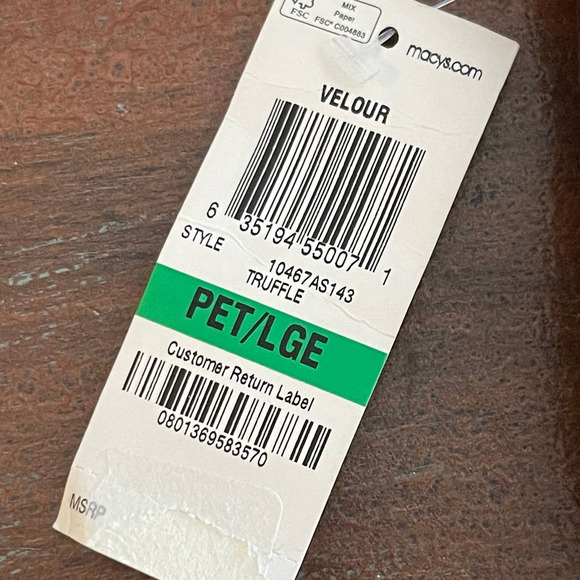 MIX
Paper
FSC
FSC® C004863
macys.com
VELOUR
6 35194 55007 1
STYLE
10467AS143
TRUFFLE
PET/LGE
Customer Return Label
0801369583570
MSRP